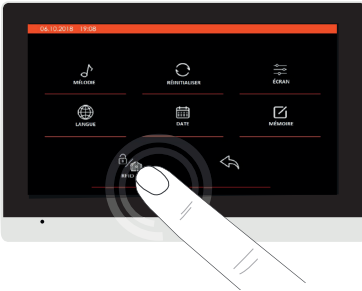 06.10.2018 19:08
MÉLODIE RÉINITIALISER ÉCRAN
LANGUE DATE MÉMOIRE
RFID